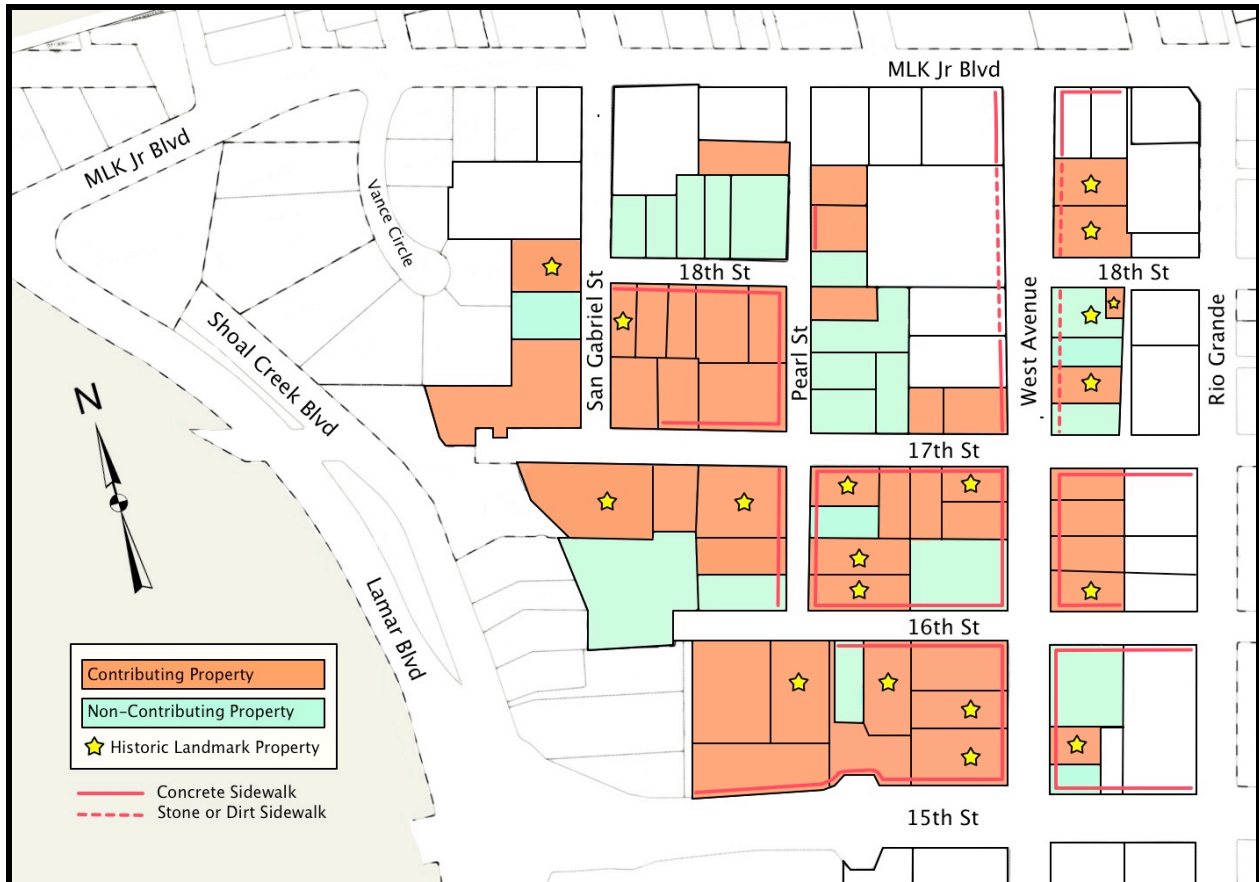 MLK Jr Blvd
MLK Jr Blvd
Vance Circle
18th St
18th St
San Gabriel St
Pearl St
West Avenue
Rio Grande
Shoal Creek Blvd
N
17th St
Lamar Blvd
16th St
Contributing Property
Non-Contributing Property
Historic Landmark Property
Concrete Sidewalk
Stone or Dirt Sidewalk
15th St